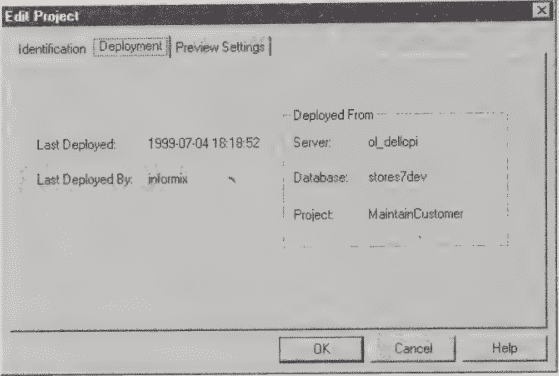 Edit Project
Identification Deployment Preview Settings
Deployed From
Last Deployed: 1999-07-04 18:18:52 Server: ol_dellcpi
Last Deployed By: informix Database: stores7dev
Project: MaintainCustomer
OK Cancel Help